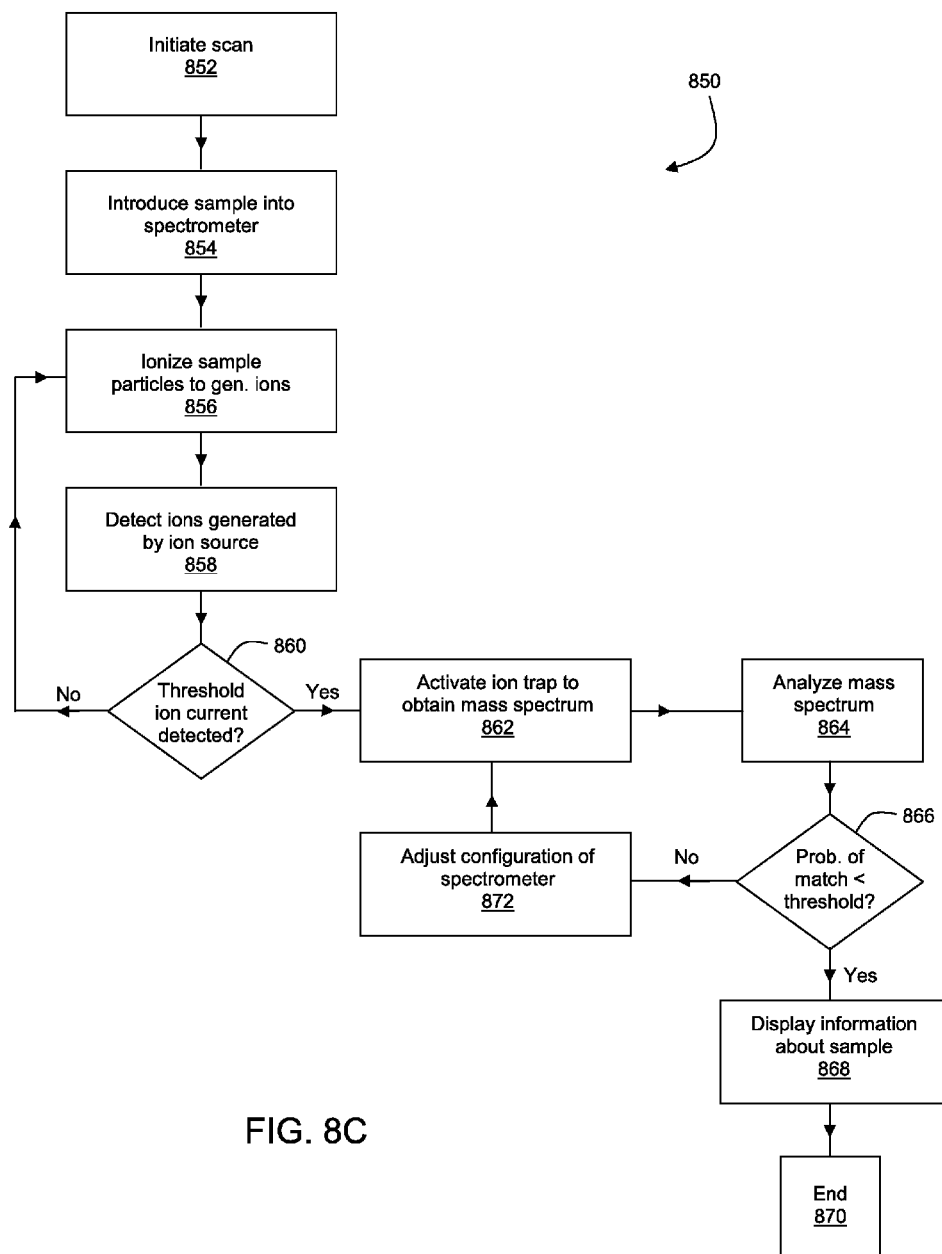 Initiate scan
852
850
Introduce sample into
spectrometer
854
Ionize sample
particles to gen. ions
856
Detect ions generated
by ion source
858
860
Threshold
ion current
detected?
No
Yes
Activate ion trap to
obtain mass spectrum
862
Analyze mass
spectrum
864
866
Prob. of
match <
threshold?
No
Adjust configuration of
spectrometer
872
Yes
Display information
about sample
868
End
870
FIG. 8C